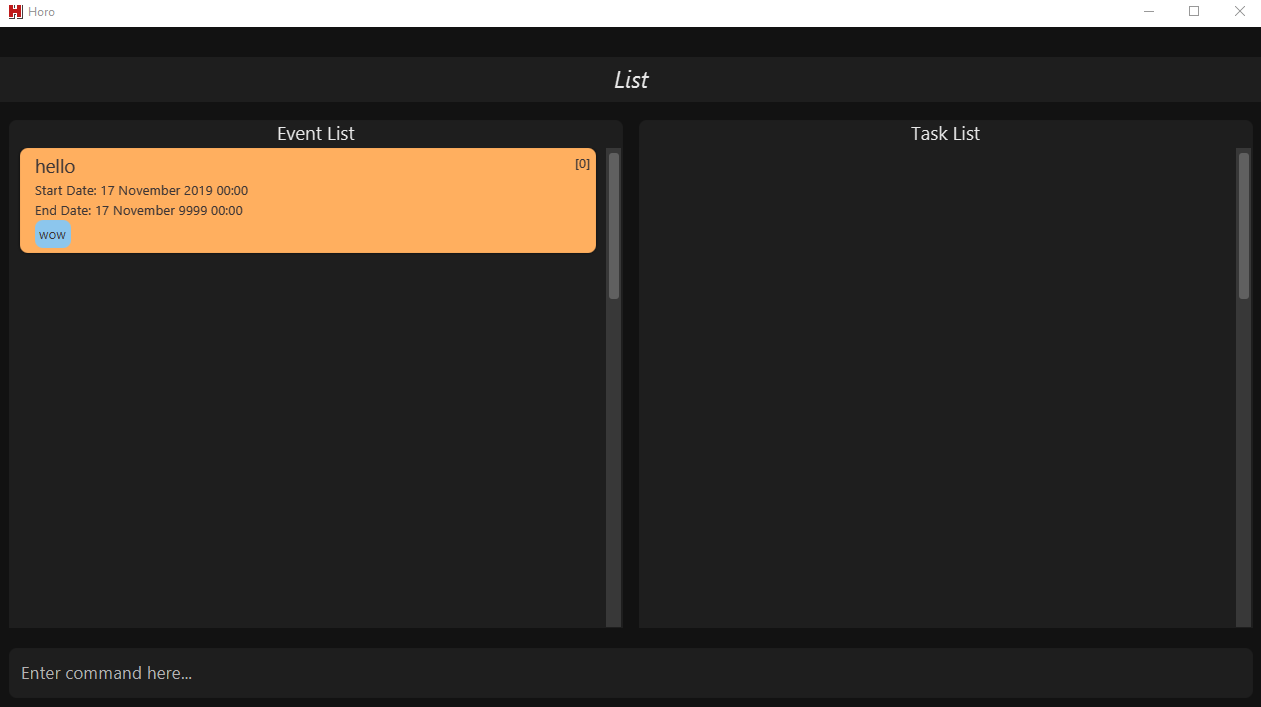 Horo
List
Event List
hello
[0]
Start Date: 17 November 2019 00:00
End Date: 17 November 9999 00:00
wow
Task List
Enter command here...